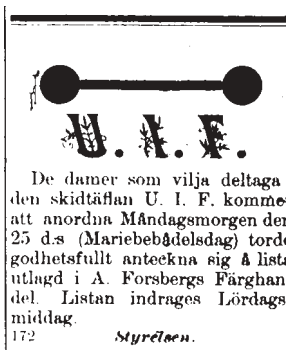 U. I. F.
De damer som vilja deltaga
den skidtäflan U. I. F. komme
att anordna Måndagsmorgen den
25 d:s (Mariebebådelsdag) torde
godhetsfullt anteckna sig å lista
utlagd i A. Forsbergs Färghan
del. Listan indrages Lördags
middag.
172 Styrelsen.